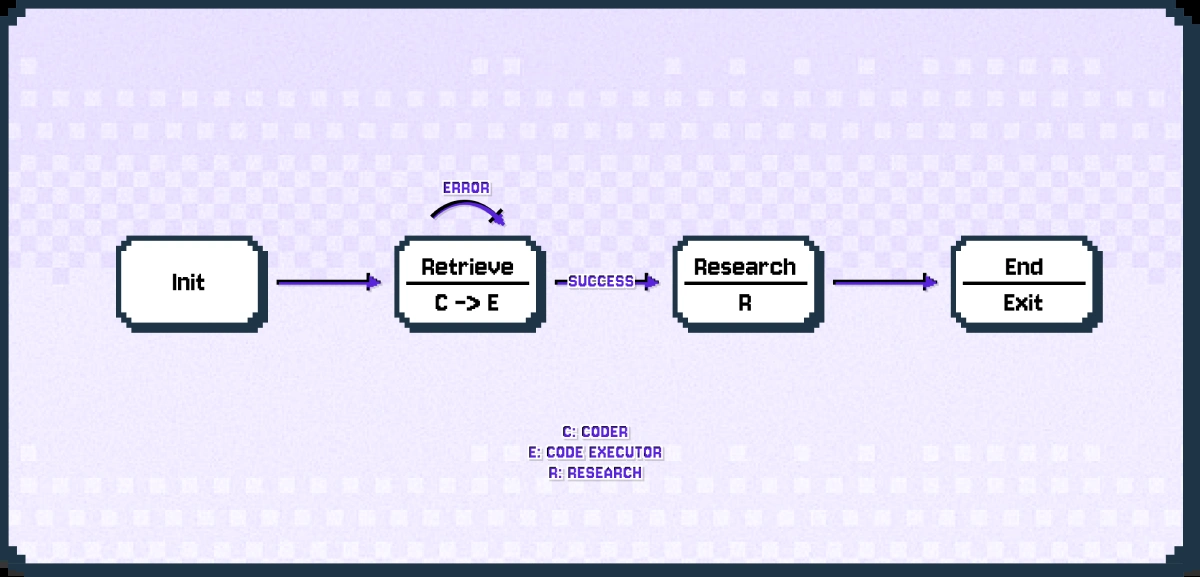 ERROR
Init
Retrieve
C -> E
SUCCESS
Research
R
End
Exit
C: CODER
E: CODE EXECUTOR
R: RESEARCH